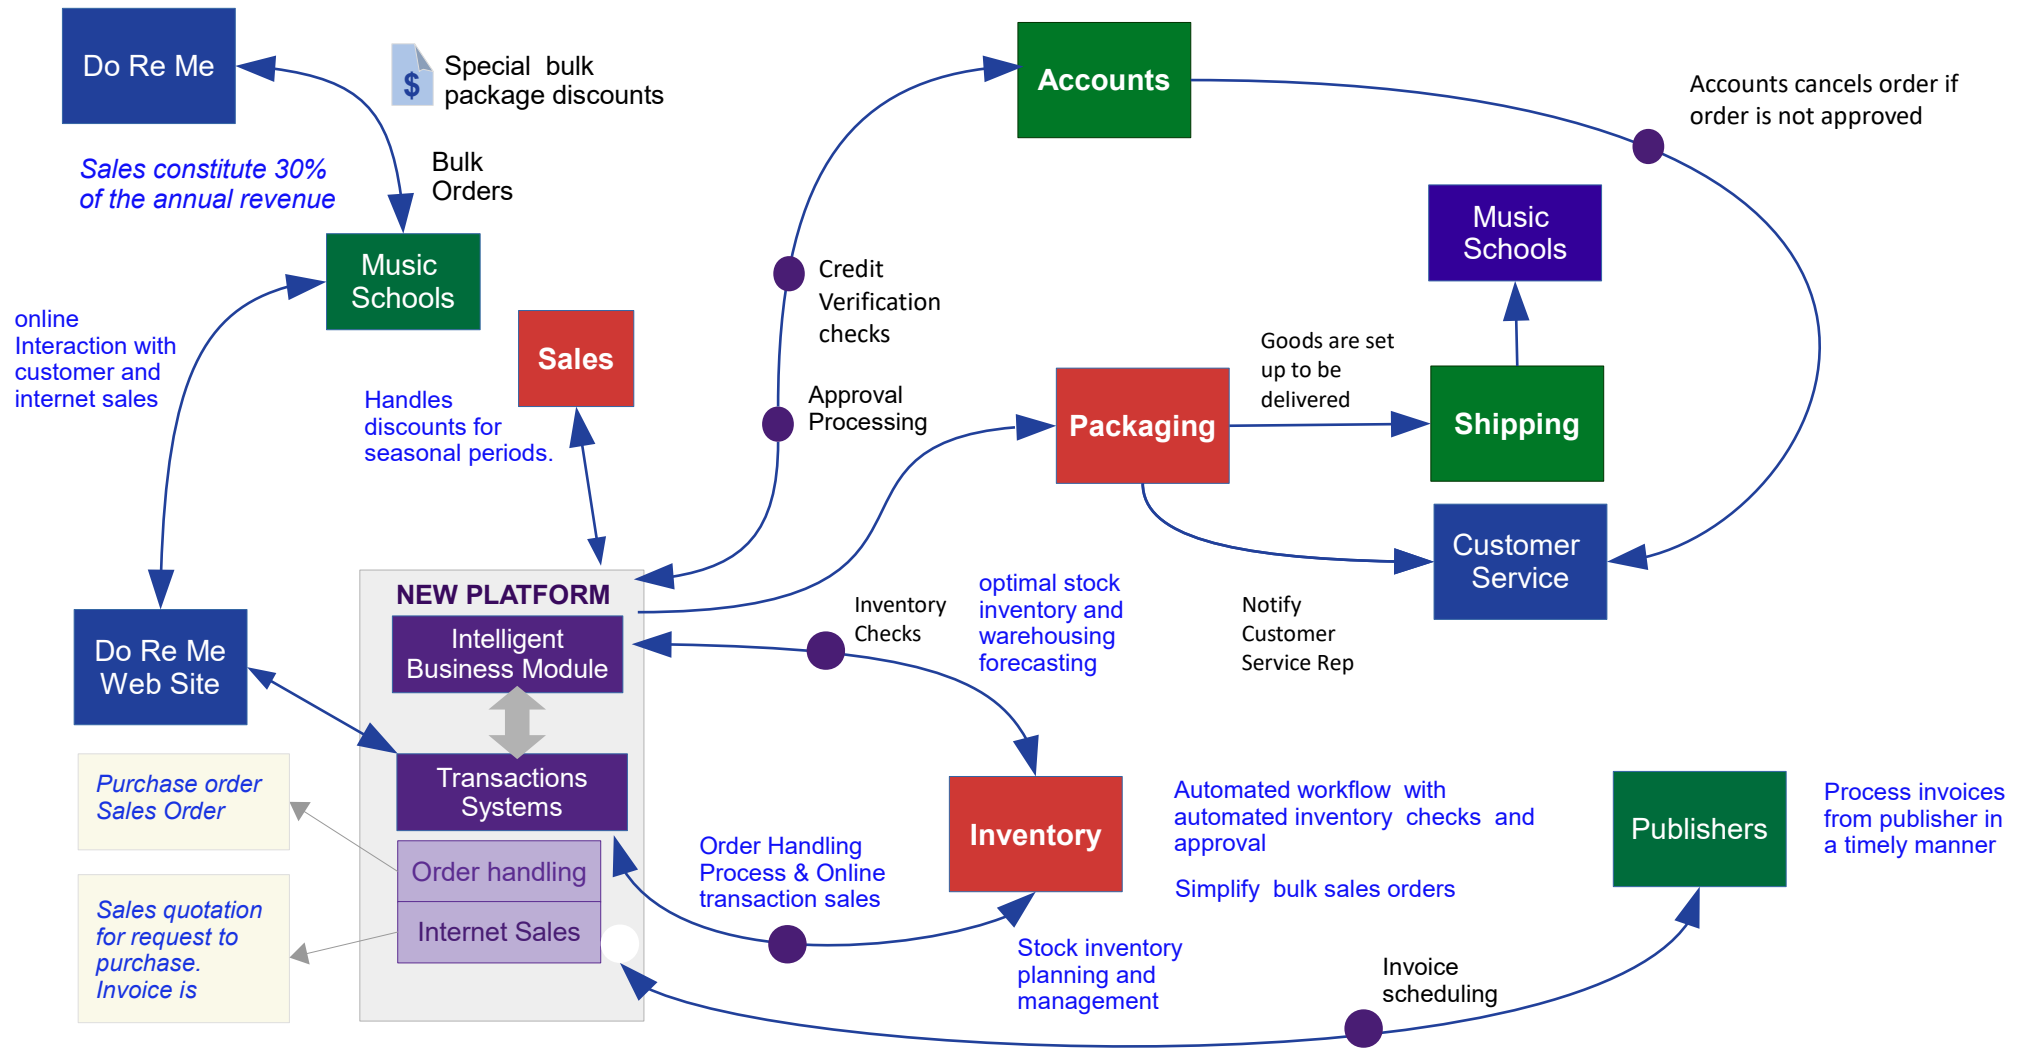 Do Re Me
$
Special bulk
package discounts
Sales constitute 30%
of the annual revenue
Bulk
Orders
Music
Schools
online
Interaction with
customer and
internet sales
Sales
Handles
discounts for
seasonal periods.
Accounts
Accounts cancels order if
order is not approved
Credit
Verification
checks
Approval
Processing
Music
Schools
Goods are set
up to be
delivered
Packaging
Shipping
Customer
Service
Notify
Customer
Service Rep
Do Re Me
Web Site
NEW PLATFORM
Intelligent
Business Module
Transactions
Systems
Order handling
Internet Sales
Purchase order
Sales Order
Sales quotation
for request to
purchase.
Invoice is
Inventory
Checks
optimal stock
inventory and
warehousing
forecasting
Inventory
Order Handling
Process & Online
transaction sales
Automated workflow with
automated inventory checks and
approval
Simplify bulk sales orders
Stock inventory
planning and
management
Publishers
Process invoices
from publisher in
a timely manner
Invoice
scheduling